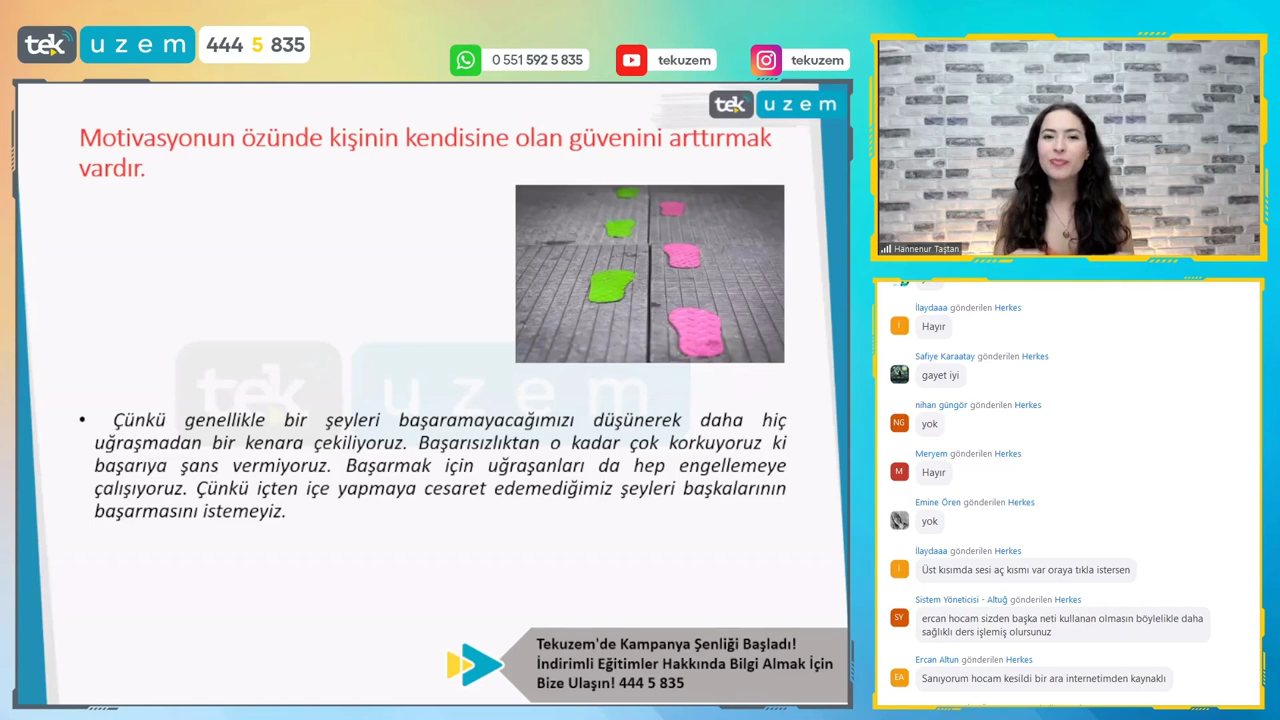 tek uzem 444 5 835
0 551 592 5 835
tekuzem
tekuzem
tek uzem
Motivasyonun özünde kişinin kendisine olan güvenini arttırmak
vardır.
tek uzem
• Çünkü genellikle bir şeyleri başaramayacağımızı düşünerek daha hiç
uğraşmadan bir kenara çekiliyoruz. Başarısızlıktan o kadar çok korkuyoruz ki
başarıya şans vermiyoruz. Başarmak için uğraşanları da hep engellemeye
çalışıyoruz. Çünkü içten içe yapmaya cesaret edemediğimiz şeyleri başkalarının
başarmasını istemeyiz.
Tekuzem'de Kampanya Şenliği Başladı!
İndirimli Eğitimler Hakkında Bilgi Almak İçin
Bize Ulaşın! 444 5 835
Hannenur Taştan
İlaydaaa gönderilen Herkes
İ
Hayır
Safiye Karaatay gönderilen Herkes
gayet iyi
nihan güngör gönderilen Herkes
NG
yok
Meryem gönderilen Herkes
M
Hayır
Emine Ören gönderilen Herkes
yok
İlaydaaa gönderilen Herkes
İ
Üst kısımda sesi aç kısmı var oraya tıkla istersen
Sistem Yöneticisi - Altuğ gönderilen Herkes
SY
ercan hocam sizden başka neti kullanan olmasın böylelikle daha
sağlıklı ders işlemiş olursunuz
Ercan Altun gönderilen Herkes
EA
Sanıyorum hocam kesildi bir ara internetimden kaynaklı